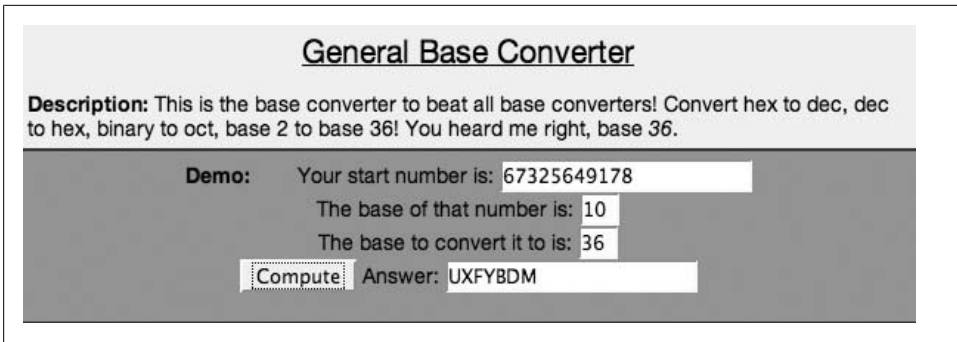 General Base Converter
Description: This is the base converter to beat all base converters! Convert hex to dec, dec
to hex, binary to oct, base 2 to base 36! You heard me right, base 36.
Demo: Your start number is: 67325649178
The base of that number is: 10
The base to convert it to is: 36
Compute Answer: UXFYBDM